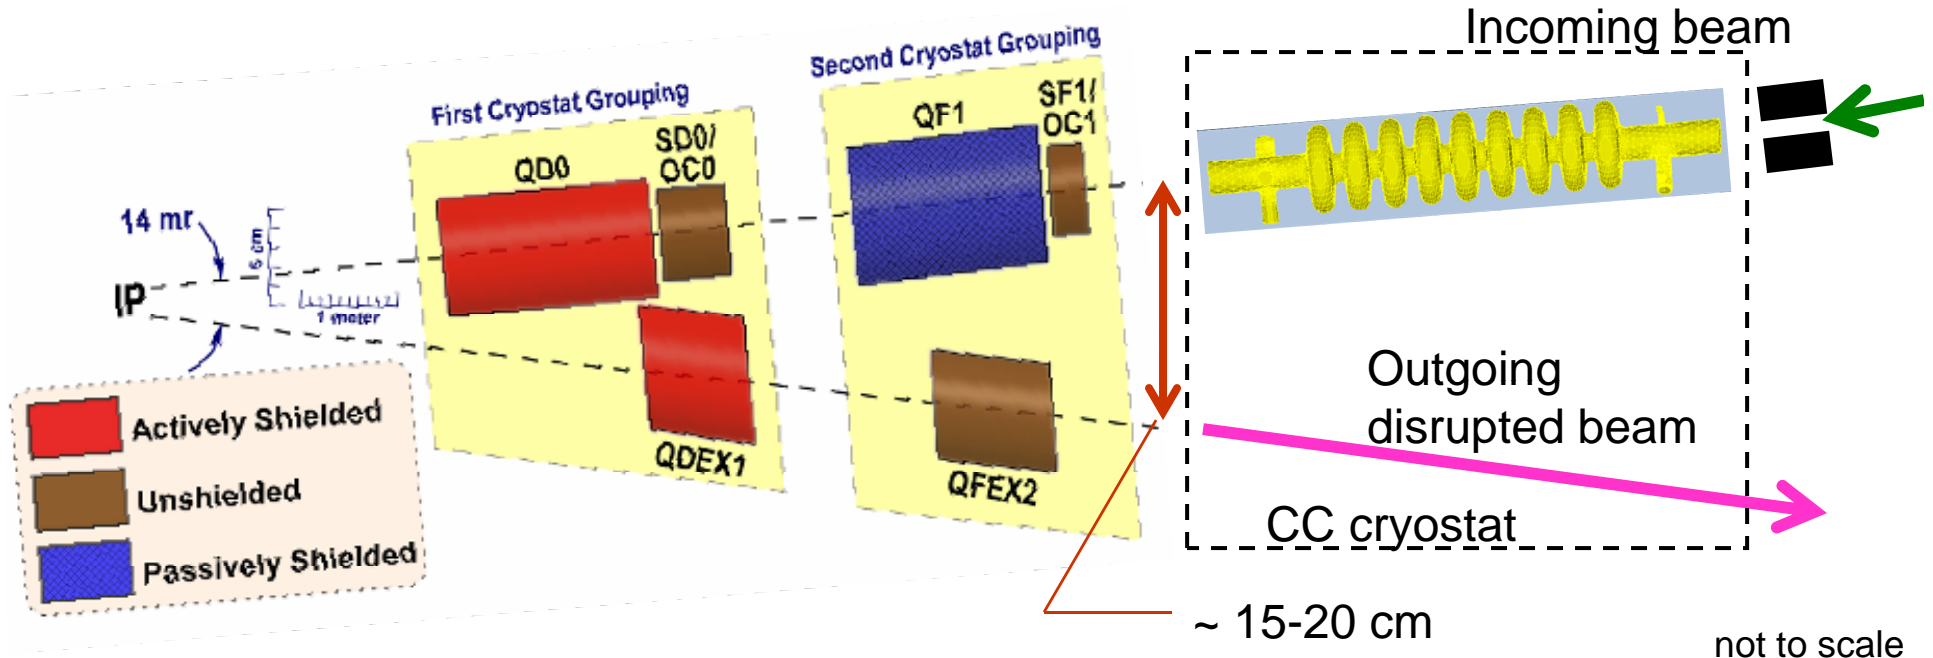 Incoming beam
Second Cryostat Grouping
First Cryostat Grouping
QF1
SF1/
OC1
QD0
SD0/
OC0
14 mr
6 cm
1 meter
IP
Actively Shielded
Unshielded
Passively Shielded
QDEX1
QFEX2
Outgoing
disrupted beam
CC cryostat
~ 15-20 cm
not to scale